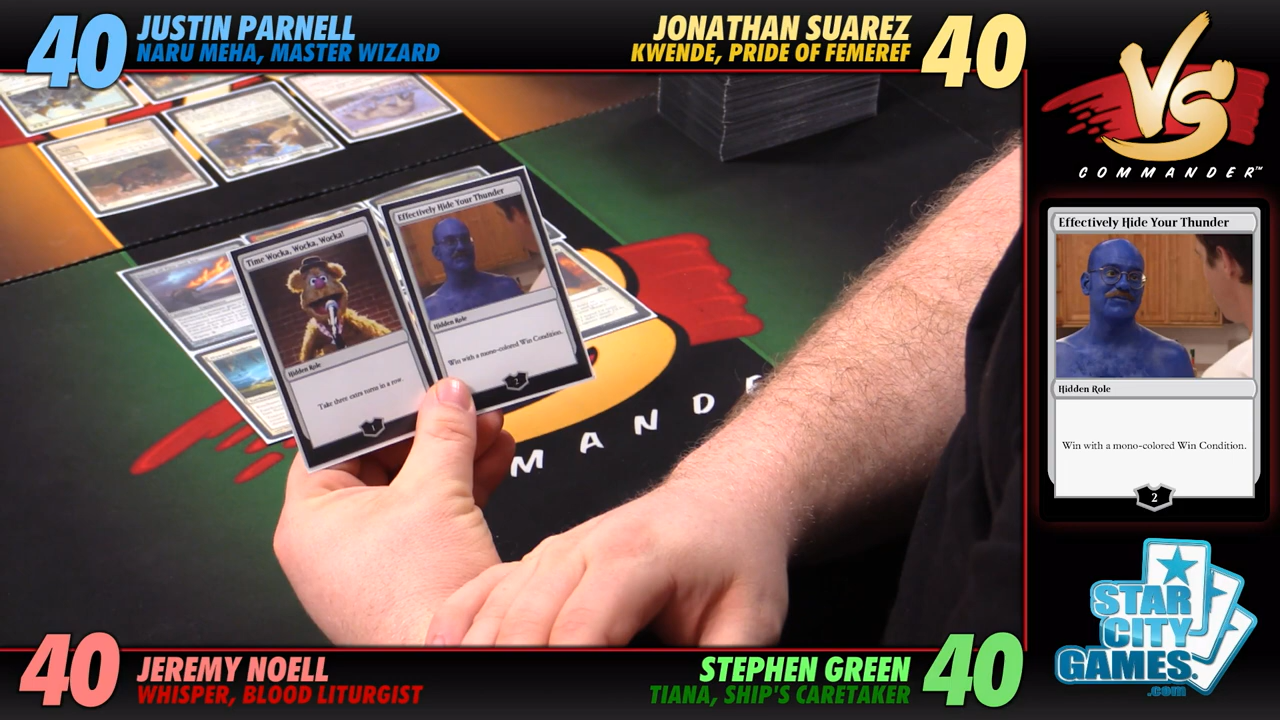 40
JUSTIN PARNELL
NARU MEHA, MASTER WIZARD
JONATHAN SUAREZ
KWENDE, PRIDE OF FEMEREF
40
VS
COMMANDER™
Time Wocka, Wocka, Wocka!
Hidden Role
Take three extra turns in a row.
1
Effectively Hide Your Thunder
Hidden Role
Win with a mono-colored Win Condition.
2
MANDE
Effectively Hide Your Thunder
Hidden Role
Win with a mono-colored Win Condition.
2
STAR
CITY
GAMES.
.com
40
JEREMY NOELL
WHISPER, BLOOD LITURGIST
STEPHEN GREEN
TIANA, SHIP'S CARETAKER
40